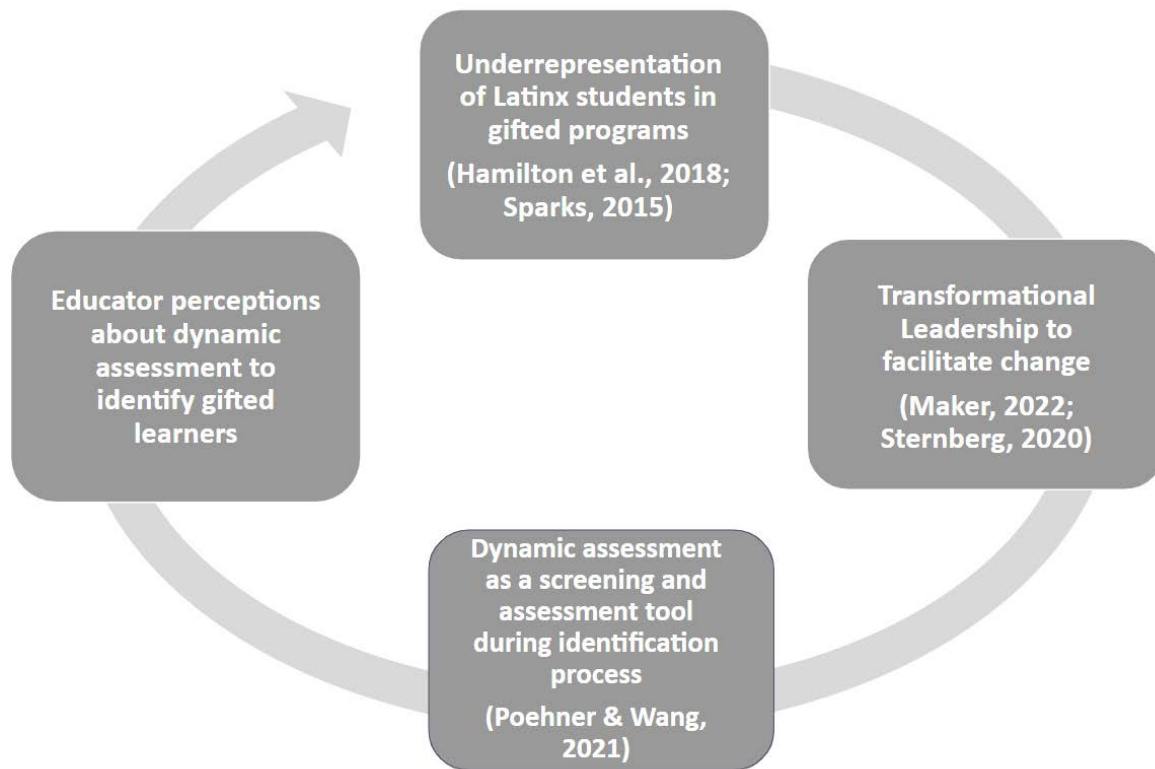 Underrepresentation
of Latinx students in
gifted programs
(Hamilton et al., 2018;
Sparks, 2015)
Transformational
Leadership to
facilitate change
(Maker, 2022;
Sternberg, 2020)
Dynamic assessment
as a screening and
assessment tool
during identification
process
(Poehner & Wang,
2021)
Educator perceptions
about dynamic
assessment to
identify gifted
learners